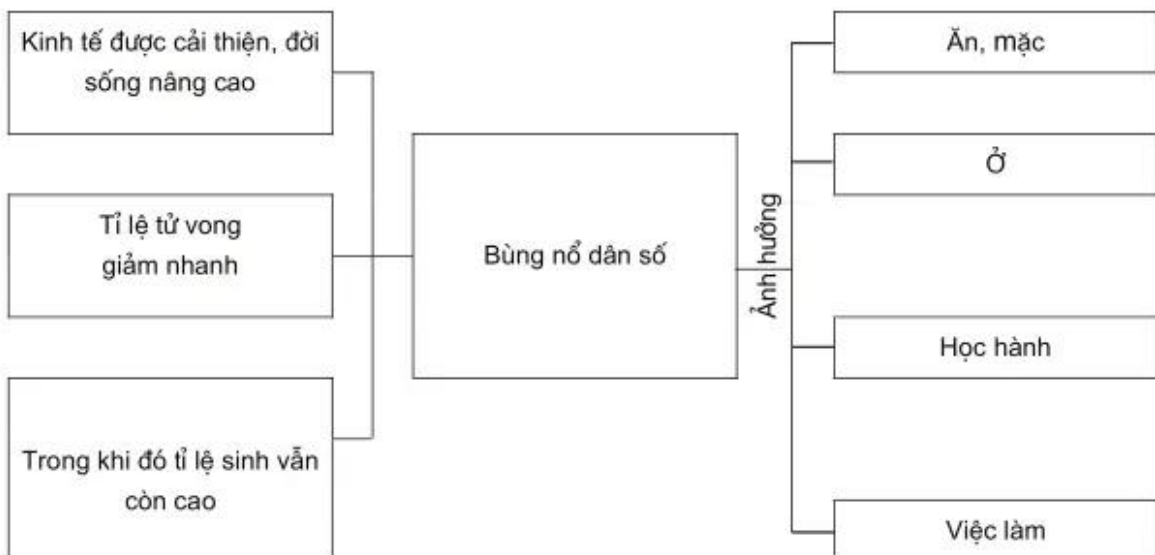 Kinh tế được cải thiện, đời
sống nâng cao
Tỉ lệ tử vong
giảm nhanh
Trong khi đó tỉ lệ sinh vẫn
còn cao
Bùng nổ dân số
Ảnh hưởng
Ăn, mặc
Ở
Học hành
Việc làm